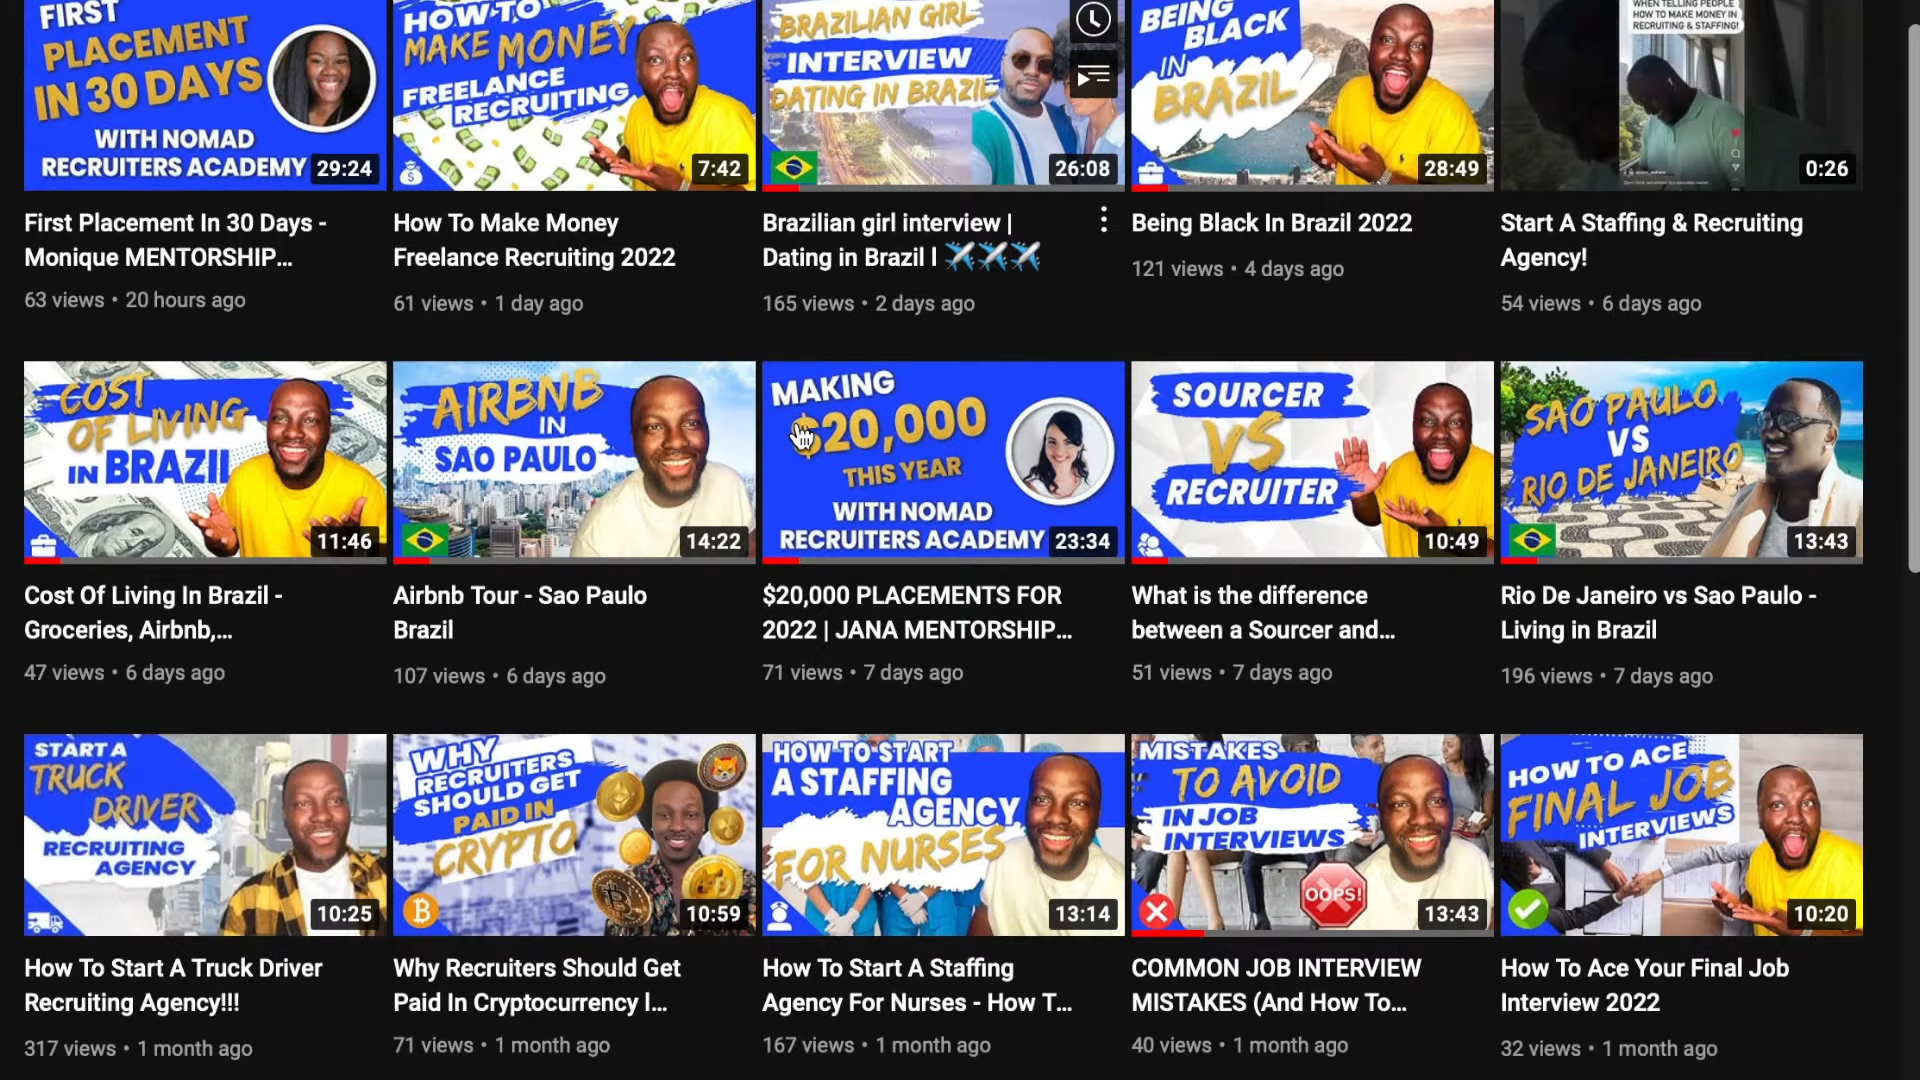 FIRST
PLACEMENT
IN 30 DAYS
WITH NOMAD
RECRUITERS ACADEMY
29:24
HOW TO
MAKE MONEY
FREELANCE
RECRUITING
7:42
BRAZILIAN GIRL
INTERVIEW
DATING IN BRAZIL
26:08
BEING
BLACK
IN
BRAZIL
28:49
WHEN TELLING PEOPLE
HOW TO MAKE MONEY IN
RECRUITING & STAFFING!
0:26
First Placement In 30 Days -
Monique MENTORSHIP...
63 views • 20 hours ago
How To Make Money
Freelance Recruiting 2022
61 views • 1 day ago
Brazilian girl interview |
Dating in Brazil l ✈️✈️✈️
165 views • 2 days ago
Being Black In Brazil 2022
121 views • 4 days ago
Start A Staffing & Recruiting
Agency!
54 views • 6 days ago
COST
OF LIVING
IN BRAZIL
11:46
AIRBNB
IN
SAO PAULO
14:22
MAKING
$20,000
THIS YEAR
WITH NOMAD
RECRUITERS ACADEMY
23:34
SOURCER
VS
RECRUITER
10:49
SAO PAULO
VS
RIO DE JANEIRO
13:43
Cost Of Living In Brazil -
Groceries, Airbnb,...
47 views • 6 days ago
Airbnb Tour - Sao Paulo
Brazil
107 views • 6 days ago
$20,000 PLACEMENTS FOR
2022 | JANA MENTORSHIP...
71 views • 7 days ago
What is the difference
between a Sourcer and...
51 views • 7 days ago
Rio De Janeiro vs Sao Paulo -
Living in Brazil
196 views • 7 days ago
START A
TRUCK
DRIVER
RECRUITING
AGENCY
10:25
WHY
RECRUITERS
SHOULD GET
PAID IN
CRYPTO
10:59
HOW TO START
A STAFFING
AGENCY
FOR NURSES
13:14
MISTAKES
TO AVOID
IN JOB
INTERVIEWS
OOPS!
13:43
HOW TO ACE
FINAL JOB
INTERVIEWS
10:20
How To Start A Truck Driver
Recruiting Agency!!!
317 views • 1 month ago
Why Recruiters Should Get
Paid In Cryptocurrency l...
71 views • 1 month ago
How To Start A Staffing
Agency For Nurses - How T...
167 views • 1 month ago
COMMON JOB INTERVIEW
MISTAKES (And How To...
40 views • 1 month ago
How To Ace Your Final Job
Interview 2022
32 views • 1 month ago